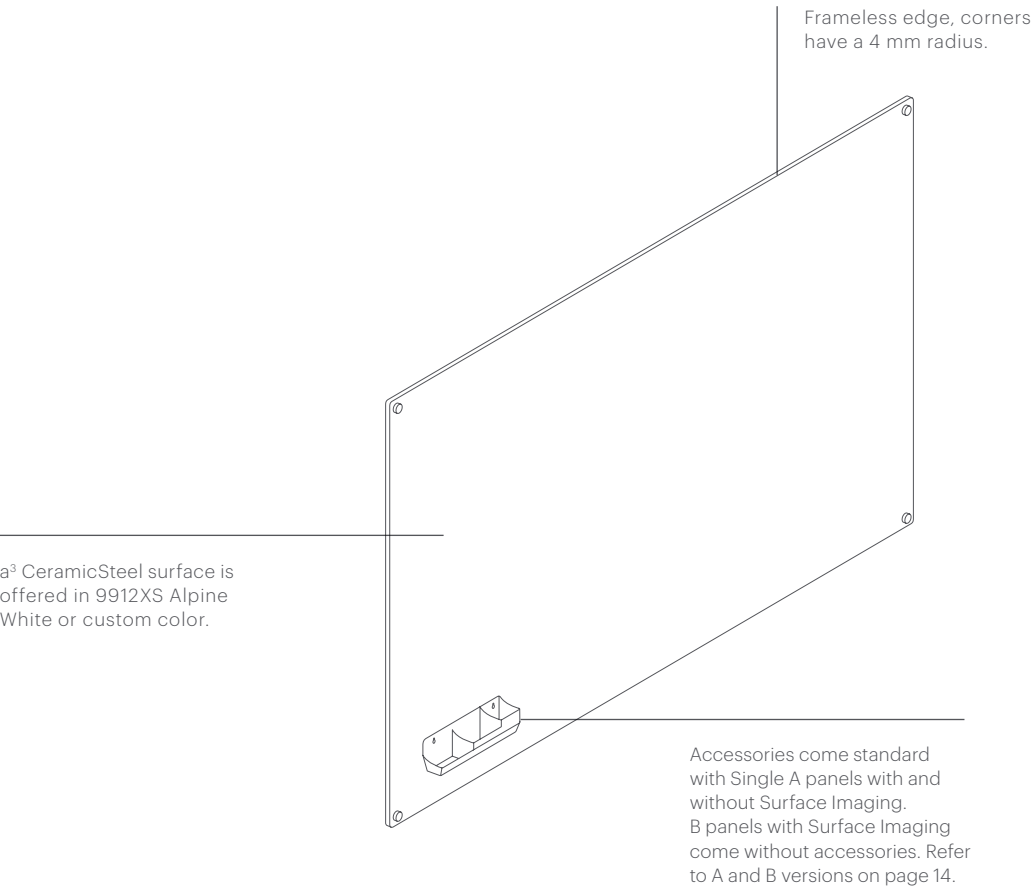 Frameless edge, corners
have a 4 mm radius.
a³ CeramicSteel surface is
offered in 9912XS Alpine
White or custom color.
Accessories come standard
with Single A panels with and
without Surface Imaging.
B panels with Surface Imaging
come without accessories. Refer
to A and B versions on page 14.